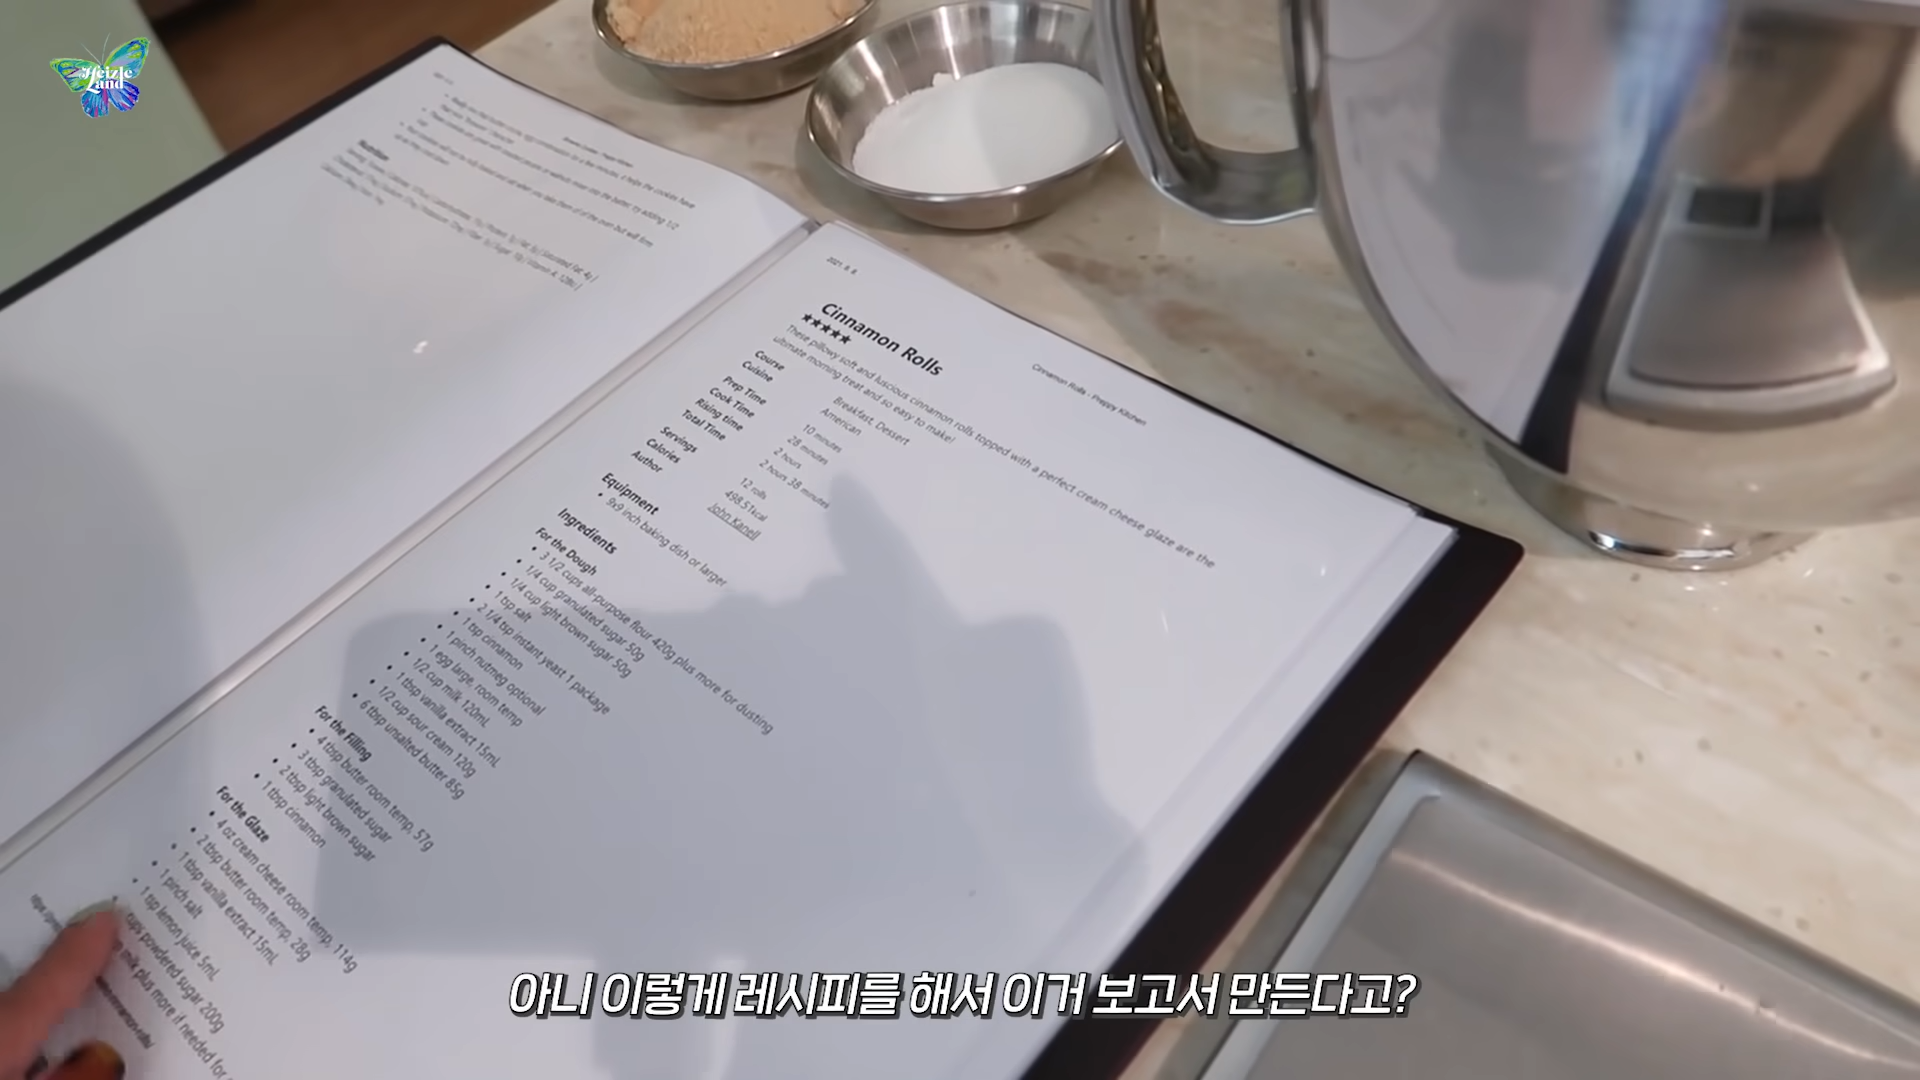 Heizle
Land
2021. 6. 8.
Cinnamon Rolls - Preppy Kitchen
Cinnamon Rolls
★★★★★
These pillowy soft and luscious cinnamon rolls topped with a perfect cream cheese glaze are the
ultimate morning treat and so easy to make!
Course Breakfast, Dessert
Cuisine American
Prep Time 10 minutes
Cook Time 28 minutes
Rising time 2 hours
Total Time 2 hours 38 minutes
Servings 12 rolls
Calories 498.51kcal
Author John Kanell
Equipment
• 9x9 inch baking dish or larger
Ingredients
For the Dough
• 3 1/2 cups all-purpose flour 420g plus more for dusting
• 1/4 cup granulated sugar 50g
• 1/4 cup light brown sugar 50g
• 1 tsp salt
• 2 1/4 tsp instant yeast 1 package
• 1 tsp cinnamon
• 1 pinch nutmeg optional
• 1 egg large, room temp
• 1/2 cup milk 120mL
• 1 tbsp vanilla extract 15mL
• 1/2 cup sour cream 120g
• 6 tbsp unsalted butter 85g
For the Filling
• 4 tbsp butter room temp, 57g
• 3 tbsp granulated sugar
• 2 tbsp light brown sugar
• 1 tbsp cinnamon
For the Glaze
• 4 oz cream cheese room temp, 114g
• 2 tbsp butter room temp, 28g
• 1 tbsp vanilla extract 15mL
• 1 pinch salt
• 1 tsp lemon juice 5mL
cups powdered sugar 200g
milk plus more if needed for
Nutrition
아니 이렇게 레시피를 해서 이거 보고서 만든다고?